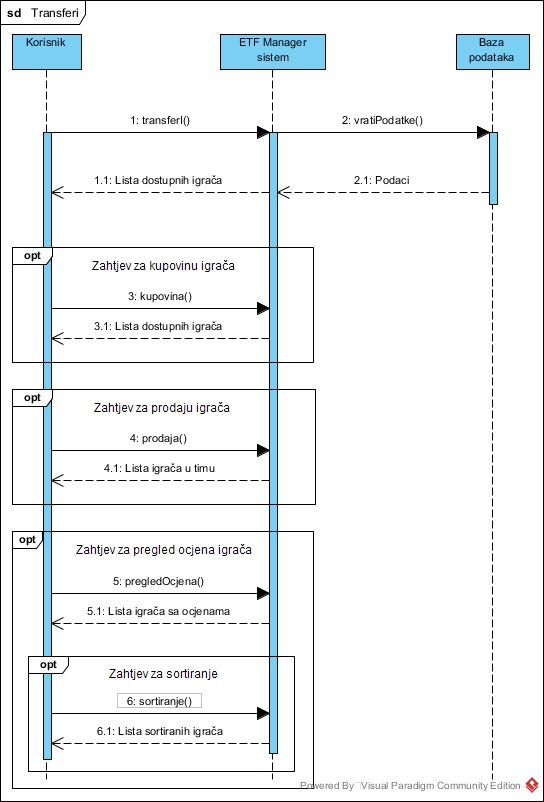 sd Transferi
Korisnik
ETF Manager
sistem
Baza
podataka
1: transferI()
2: vratiPodatke()
1.1: Lista dostupnih igrača
2.1: Podaci
opt
Zahtjev za kupovinu igrača
3: kupovina()
3.1: Lista dostupnih igrača
opt
Zahtjev za prodaju igrača
4: prodaja()
4.1: Lista igrača u timu
opt
Zahtjev za pregled ocjena igrača
5: pregledOcjena()
5.1: Lista igrača sa ocjenama
opt
Zahtjev za sortiranje
6: sortiranje()
6.1: Lista sortiranih igrača
Powered By Visual Paradigm Community Edition